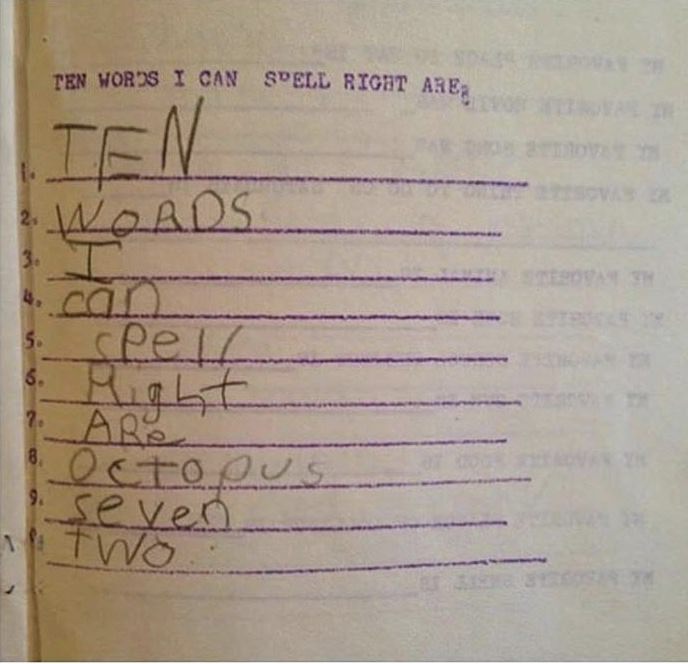 TEN WORDS I CAN SPELL RIGHT ARE:
1. TEN
2. WORDS
3. I
4. can
5. spell
6. Right
7. ARe
8. Octopus
9. seven
TWO